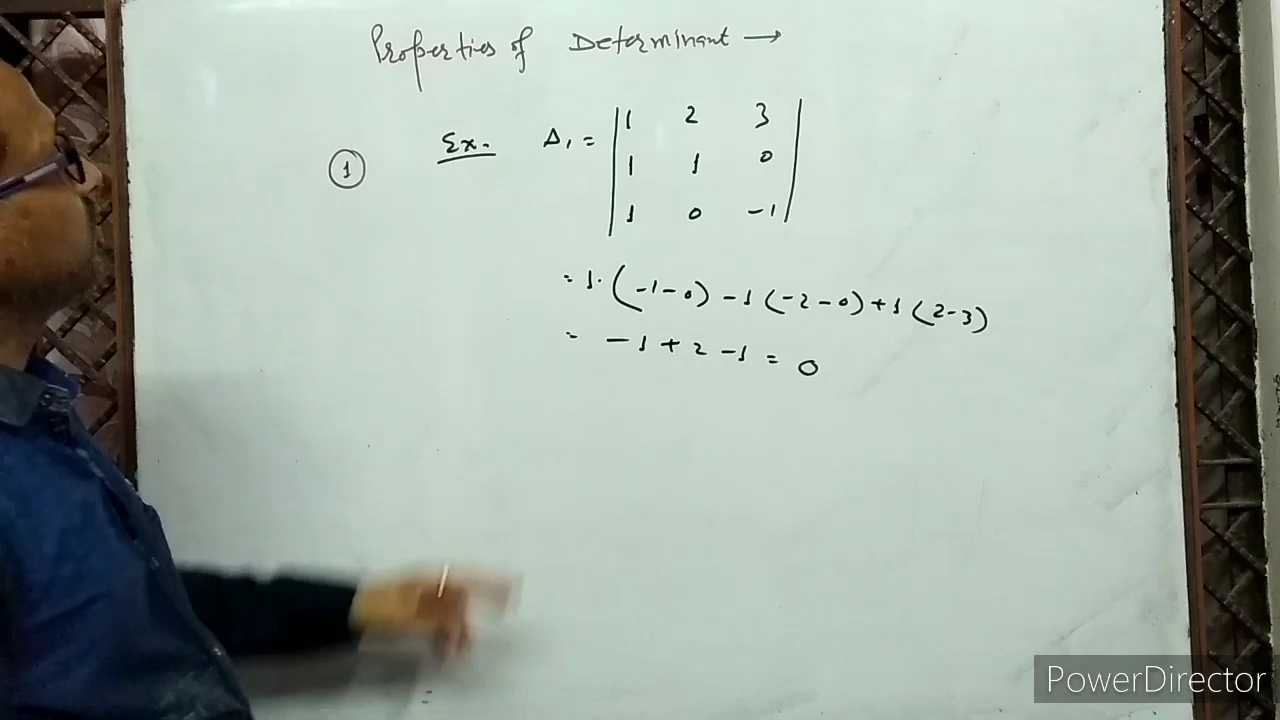 Properties of Determinant →
① Ex. Δ₁ = | 1 2 3 |
| 1 1 0 |
| 1 0 -1 |
= 1. (-1-0) -1 (-2-0) +1 (2-3)
= -1+2-1 = 0
PowerDirector